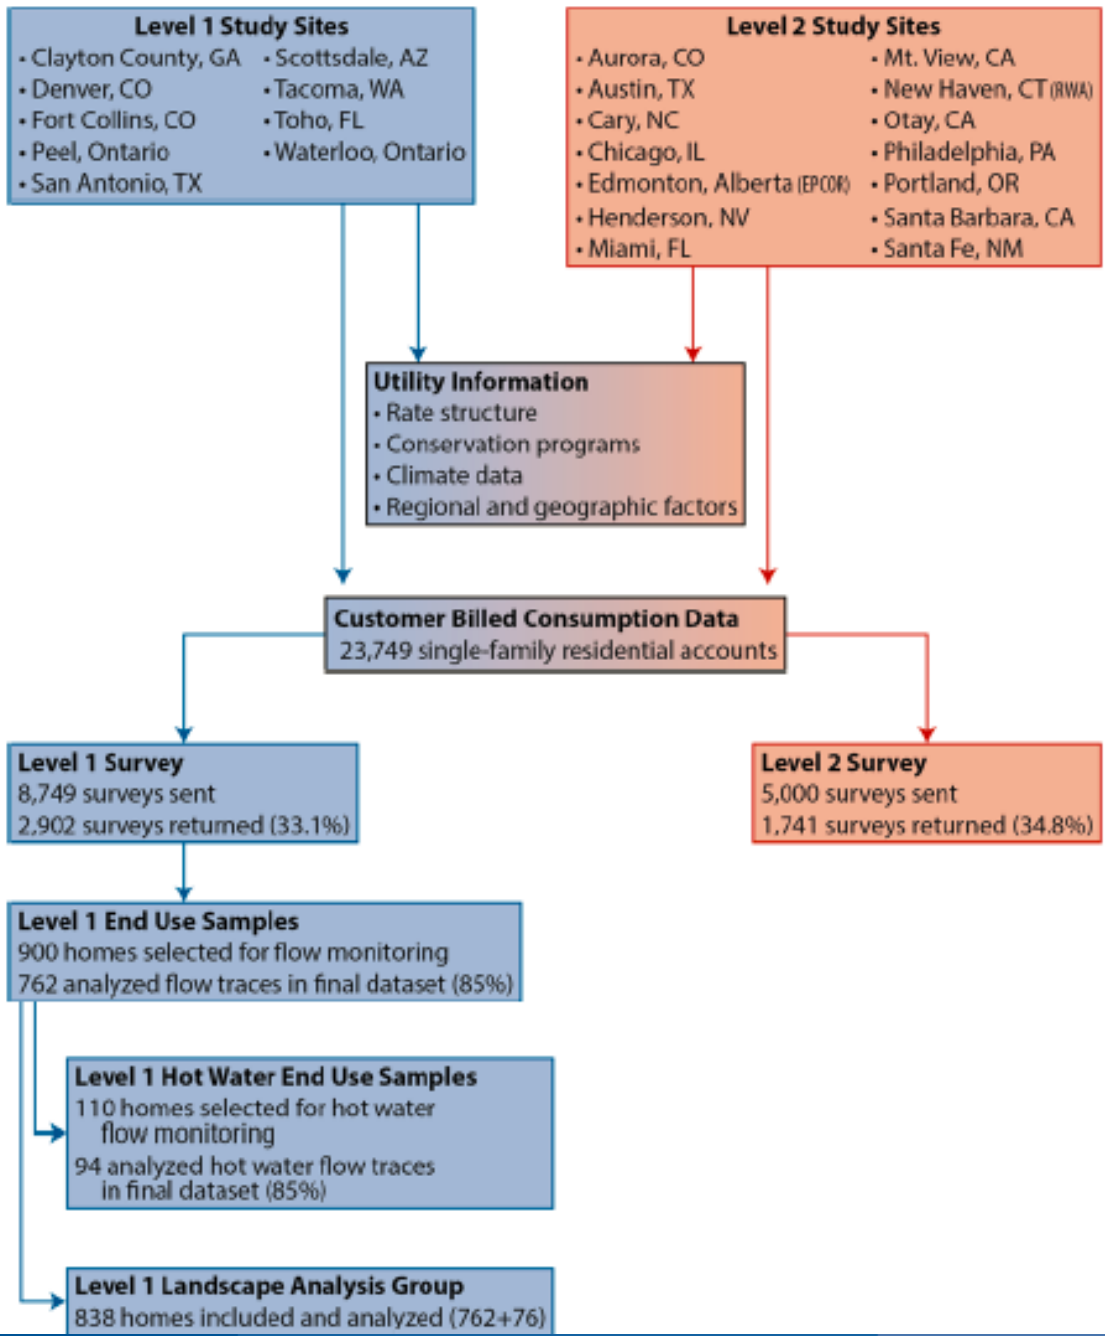 Level 1 Study Sites
• Clayton County, GA
• Denver, CO
• Fort Collins, CO
• Peel, Ontario
• San Antonio, TX
• Scottsdale, AZ
• Tacoma, WA
• Toho, FL
• Waterloo, Ontario
Level 2 Study Sites
• Aurora, CO
• Austin, TX
• Cary, NC
• Chicago, IL
• Edmonton, Alberta (EPCOR)
• Henderson, NV
• Miami, FL
• Mt. View, CA
• New Haven, CT (RWA)
• Otay, CA
• Philadelphia, PA
• Portland, OR
• Santa Barbara, CA
• Santa Fe, NM
Utility Information
• Rate structure
• Conservation programs
• Climate data
• Regional and geographic factors
Customer Billed Consumption Data
23,749 single-family residential accounts
Level 1 Survey
8,749 surveys sent
2,902 surveys returned (33.1%)
Level 2 Survey
5,000 surveys sent
1,741 surveys returned (34.8%)
Level 1 End Use Samples
900 homes selected for flow monitoring
762 analyzed flow traces in final dataset (85%)
Level 1 Hot Water End Use Samples
110 homes selected for hot water
flow monitoring
94 analyzed hot water flow traces
in final dataset (85%)
Level 1 Landscape Analysis Group
838 homes included and analyzed (762+76)